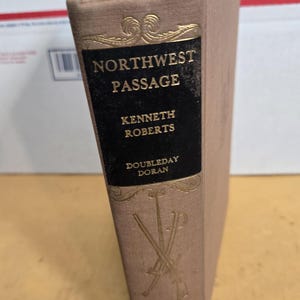 NORTHWEST
PASSAGE
KENNETH
ROBERTS
DOUBLEDAY
DORAN